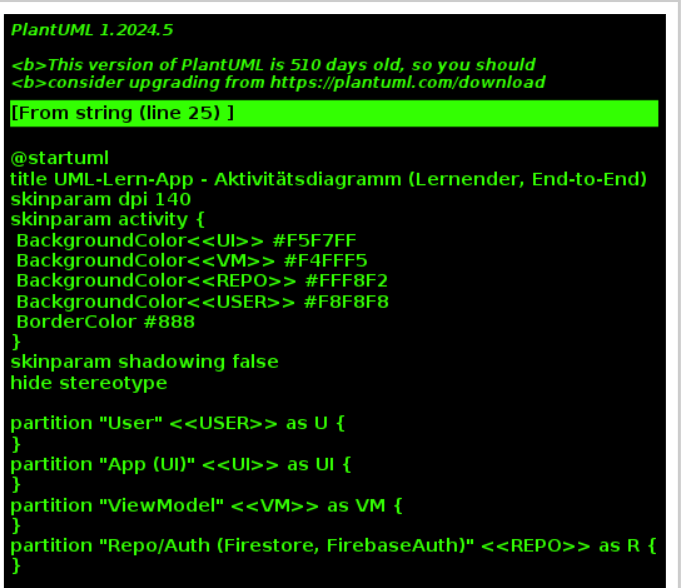 PlantUML 1.2024.5
<b>This version of PlantUML is 510 days old, so you should
<b>consider upgrading from https://plantuml.com/download
[From string (line 25) ]
@startuml
title UML-Lern-App - Aktivitätsdiagramm (Lernender, End-to-End)
skinparam dpi 140
skinparam activity {
BackgroundColor<<UI>> #F5F7FF
BackgroundColor<<VM>> #F4FFF5
BackgroundColor<<REPO>> #FFF8F2
BackgroundColor<<USER>> #F8F8F8
BorderColor #888
}
skinparam shadowing false
hide stereotype
partition "User" <<USER>> as U {
}
partition "App (UI)" <<UI>> as UI {
}
partition "ViewModel" <<VM>> as VM {
}
partition "Repo/Auth (Firestore, FirebaseAuth)" <<REPO>> as R {
}